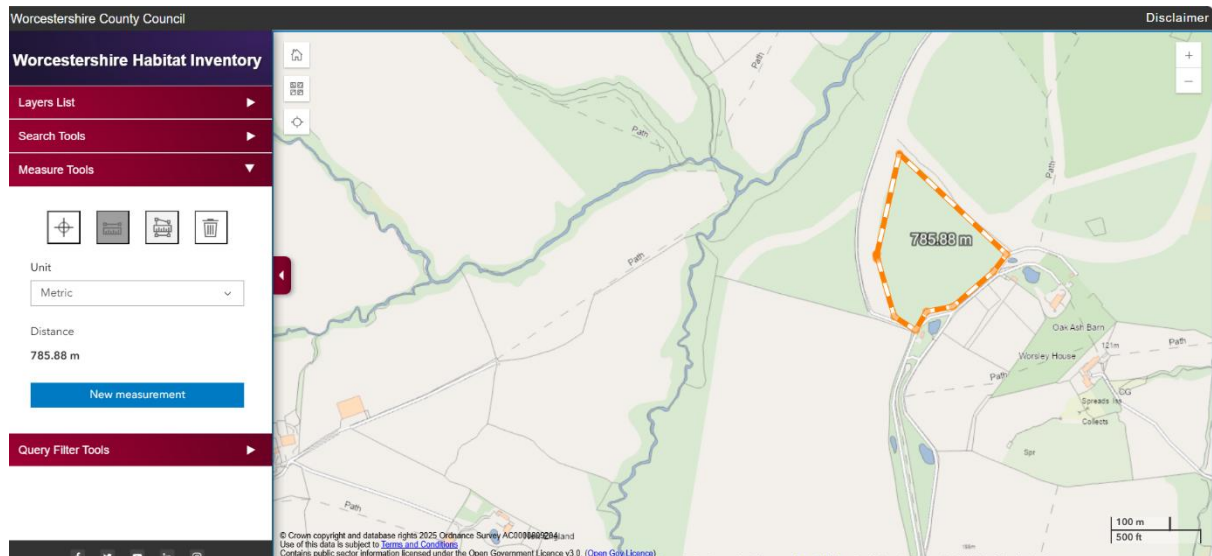 Worcestershire County Council
Disclaimer
Worcestershire Habitat Inventory
Layers List
Search Tools
Measure Tools
Unit
Metric
Distance
785.88 m
New measurement
Query Filter Tools
Path
Path
Path
Path
785.88 m
Oak Ash Barn
121m
Path
Worsley House
Path
CG
Spreads
Collects
Spr
Path
100 m
500 ft
© Crown copyright and database rights 2025 Ordnance Survey
Use of this data is subject to Terms and Conditions
Contains public sector information licensed under the Open Government Licence v3.0 (Open Gov Licence)